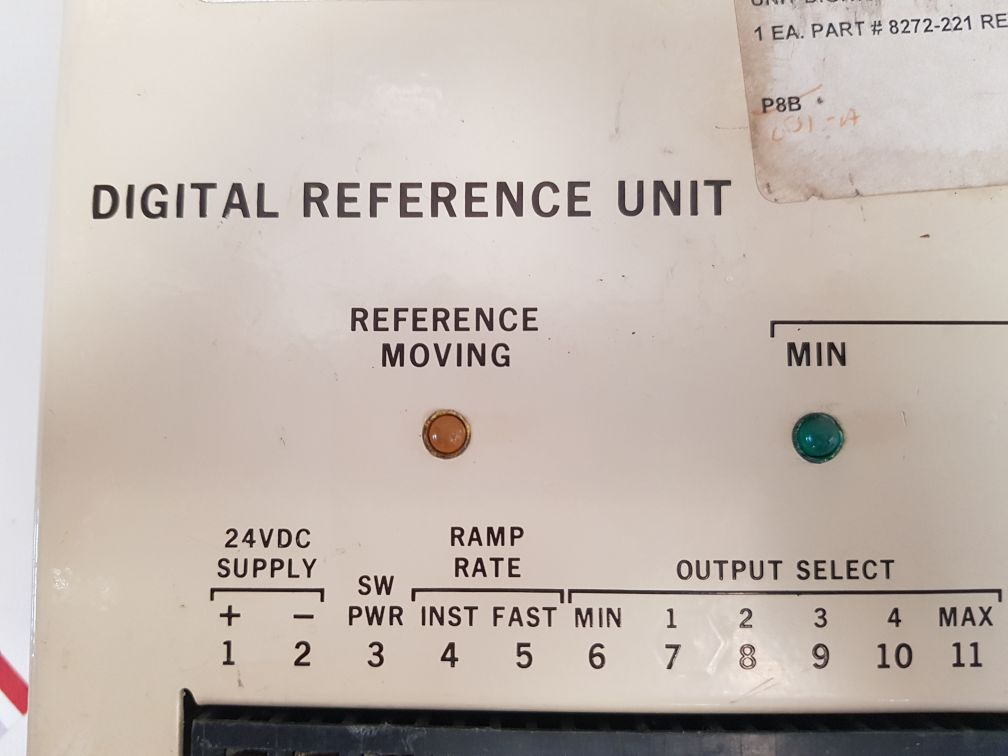 1 EA. PART # 8272-221 RE
P8B
DIGITAL REFERENCE UNIT
REFERENCE
MOVING
MIN
24VDC
SUPPLY
RAMP
RATE
OUTPUT SELECT
SW
PWR
+ − INST FAST MIN 1 2 3 4 MAX
1 2 3 4 5 6 7 8 9 10 11